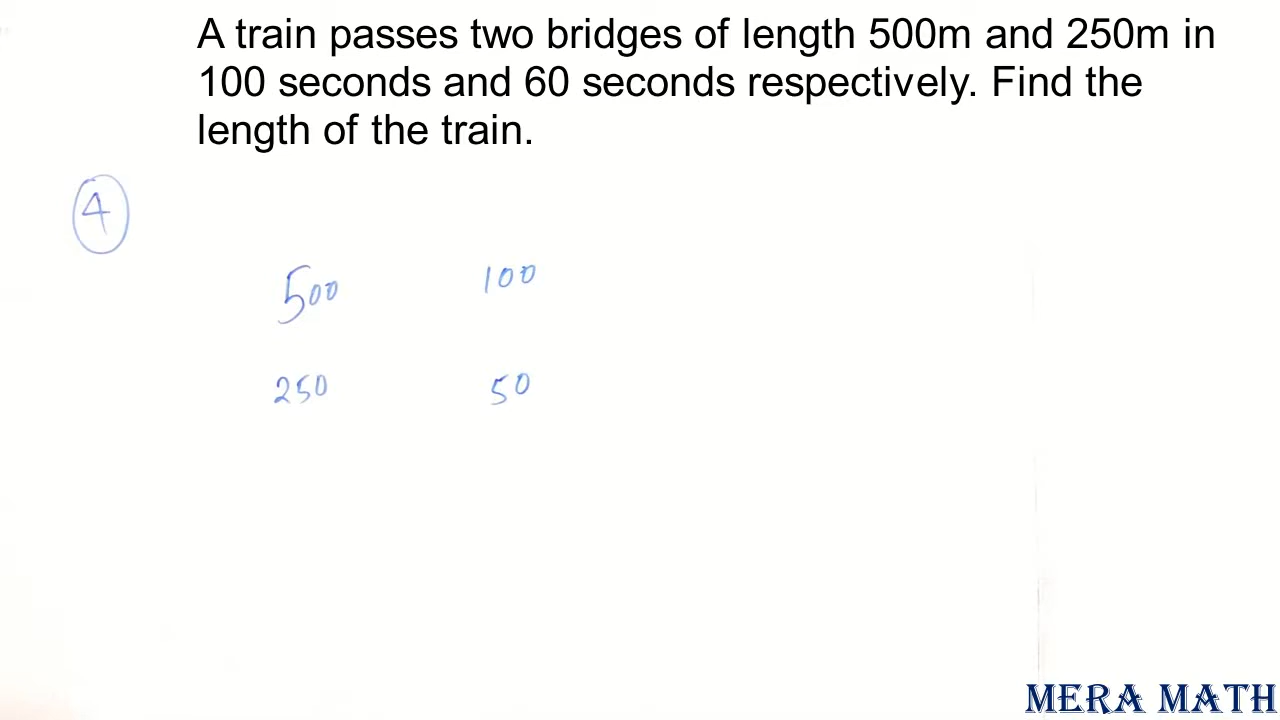 A train passes two bridges of length 500m and 250m in
100 seconds and 60 seconds respectively. Find the
length of the train.
4
500 100
250 50
MERA MATH